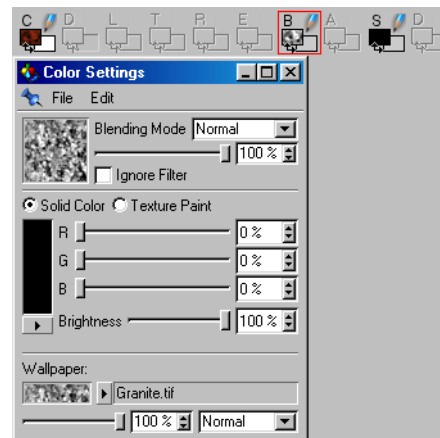 C D L T R E B A S D
Color Settings
File Edit
Blending Mode Normal
100 %
Ignore Filter
Solid Color Texture Paint
R 0 %
G 0 %
B 0 %
Brightness 100 %
Wallpaper:
Granite.tif
100 % Normal